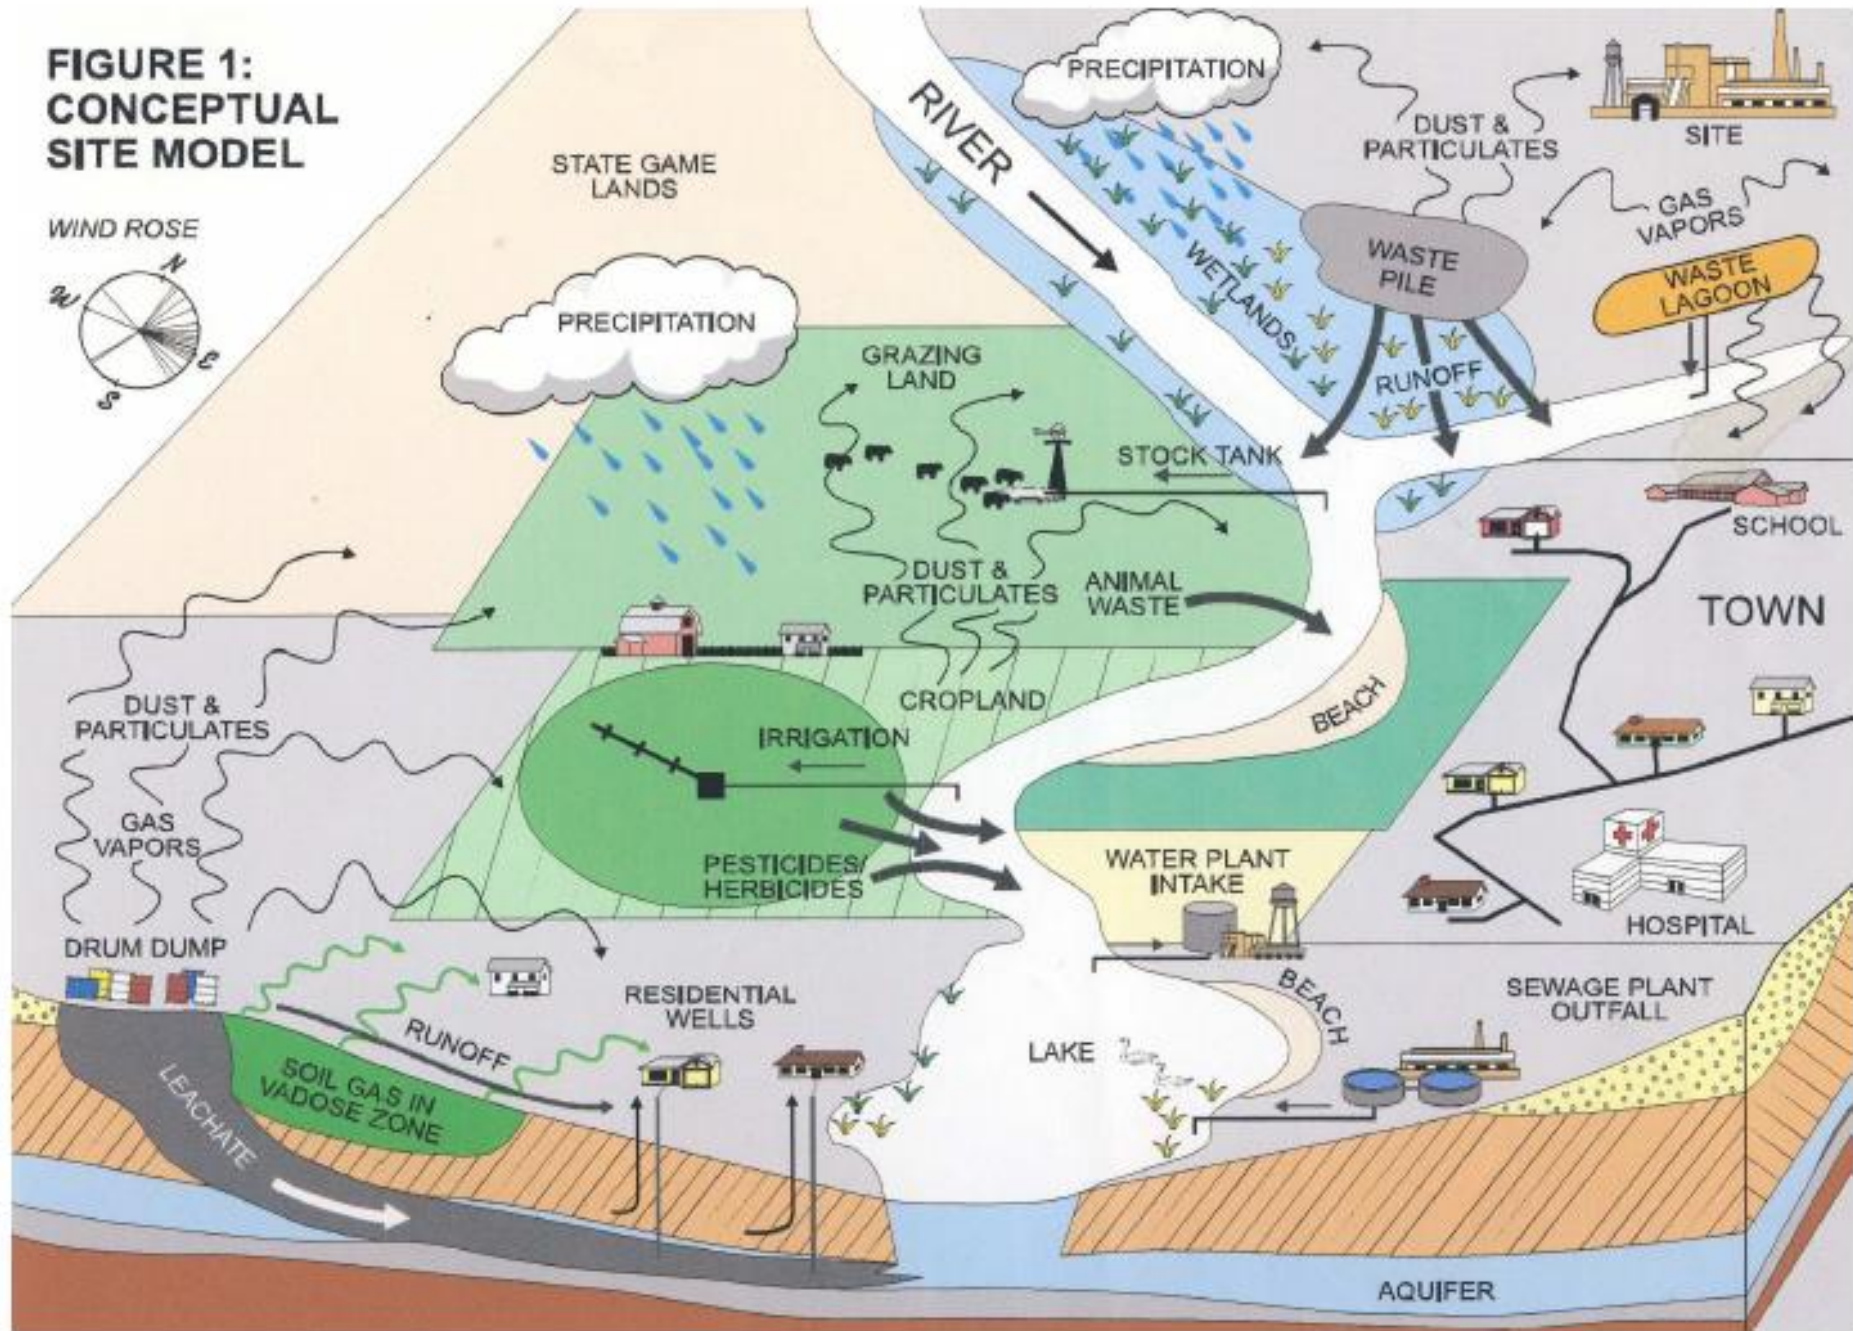 FIGURE 1:
CONCEPTUAL
SITE MODEL
WIND ROSE
N
W
E
S
STATE GAME
LANDS
RIVER
PRECIPITATION
DUST &
PARTICULATES
SITE
GAS
VAPORS
WASTE
PILE
WASTE
LAGOON
WETLANDS
RUNOFF
PRECIPITATION
GRAZING
LAND
STOCK TANK
SCHOOL
TOWN
DUST &
PARTICULATES
ANIMAL
WASTE
CROPLAND
BEACH
IRRIGATION
DUST &
PARTICULATES
GAS
VAPORS
PESTICIDES/
HERBICIDES
WATER PLANT
INTAKE
HOSPITAL
DRUM DUMP
RESIDENTIAL
WELLS
RUNOFF
BEACH
SEWAGE PLANT
OUTFALL
LAKE
SOIL GAS IN
VADOSE ZONE
LEACHATE
AQUIFER